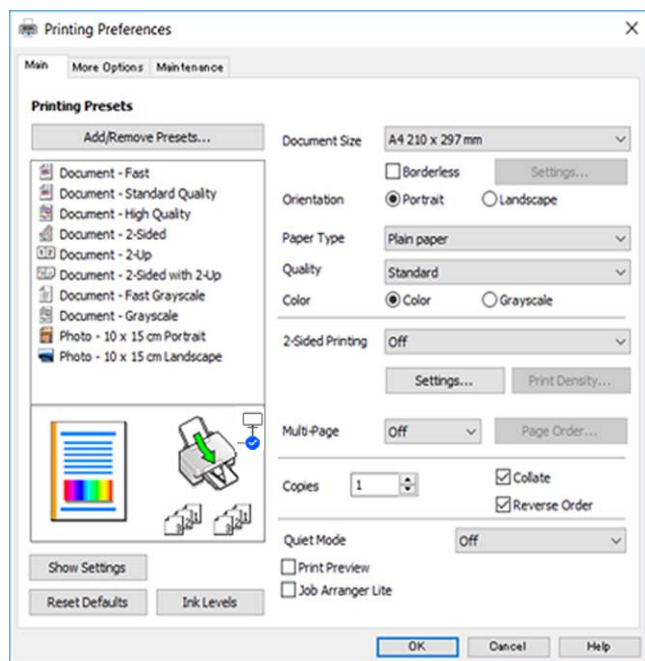 Printing Preferences
Main More Options Maintenance
Printing Presets
Add/Remove Presets...
Document - Fast
Document - Standard Quality
Document - High Quality
Document - 2-Sided
Document - 2-Up
Document - 2-Sided with 2-Up
Document - Fast Grayscale
Document - Grayscale
Photo - 10 x 15 cm Portrait
Photo - 10 x 15 cm Landscape
Show Settings
Reset Defaults Ink Levels
Document Size A4 210 x 297 mm
Borderless Settings...
Orientation Portrait Landscape
Paper Type Plain paper
Quality Standard
Color Color Grayscale
2-Sided Printing Off
Settings... Print Density...
Multi-Page Off Page Order...
Copies 1 Collate
Reverse Order
Quiet Mode Off
Print Preview
Job Arranger Lite
OK Cancel Help